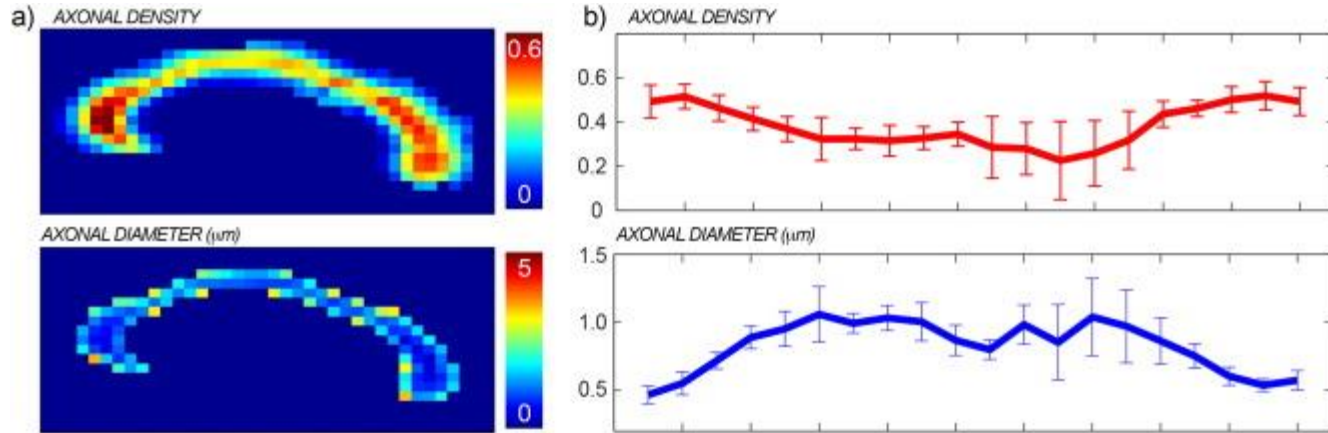 a)
AXONAL DENSITY
0.6
0
AXONAL DIAMETER (μm)
5
0
b)
AXONAL DENSITY
0.6
0.4
0.2
0
AXONAL DIAMETER (μm)
1.5
1.0
0.5